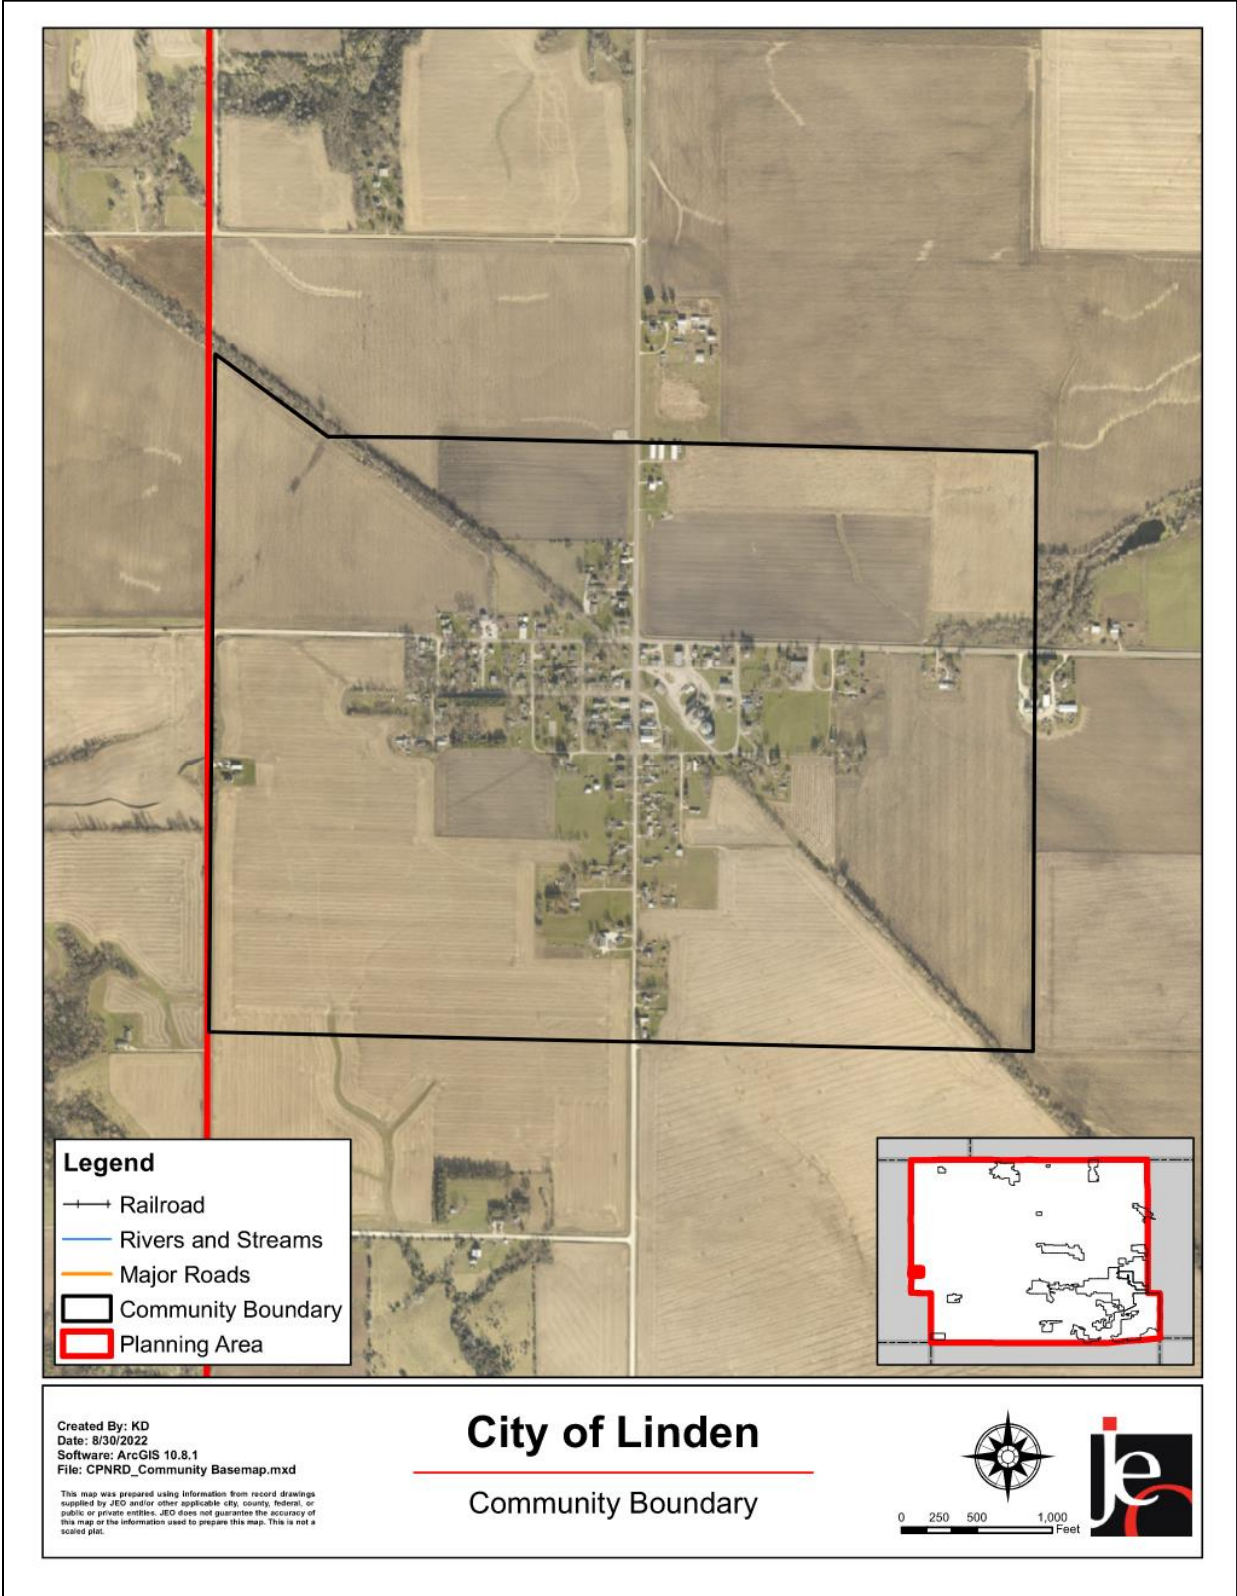 Legend
Railroad
Rivers and Streams
Major Roads
Community Boundary
Planning Area
Created By: KD
Date: 8/30/2022
Software: ArcGIS 10.8.1
File: CPNRD_Community Basemap.mxd
This map was prepared using information from record drawings
supplied by JEO and/or other applicable city, county, federal, or
public or private entities. JEO does not guarantee the accuracy of
this map or the information used to prepare this map. This is not a
scaled plat.
City of Linden
Community Boundary
0 250 500 1,000
Feet
jeo